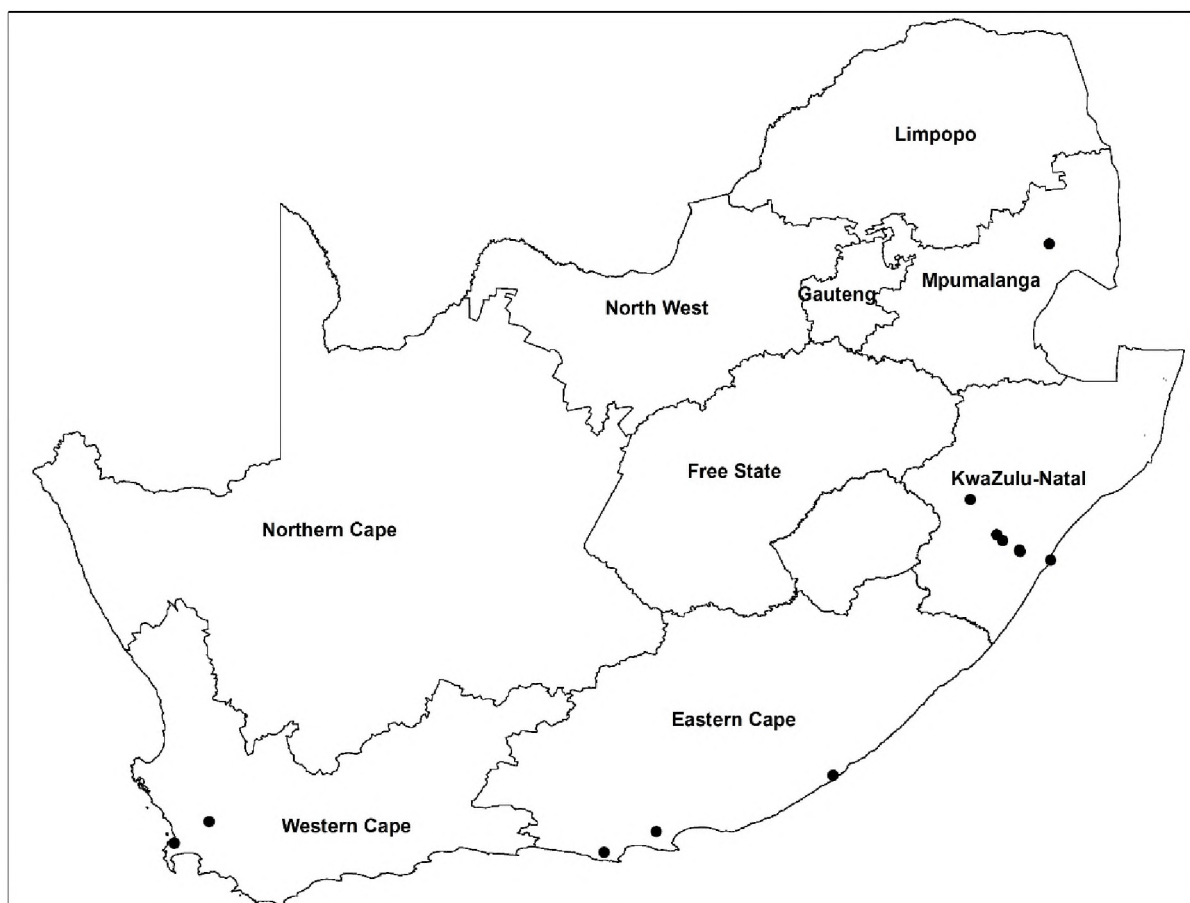 Limpopo
Mpumalanga
Gauteng
North West
Free State
KwaZulu-Natal
Northern Cape
Eastern Cape
Western Cape